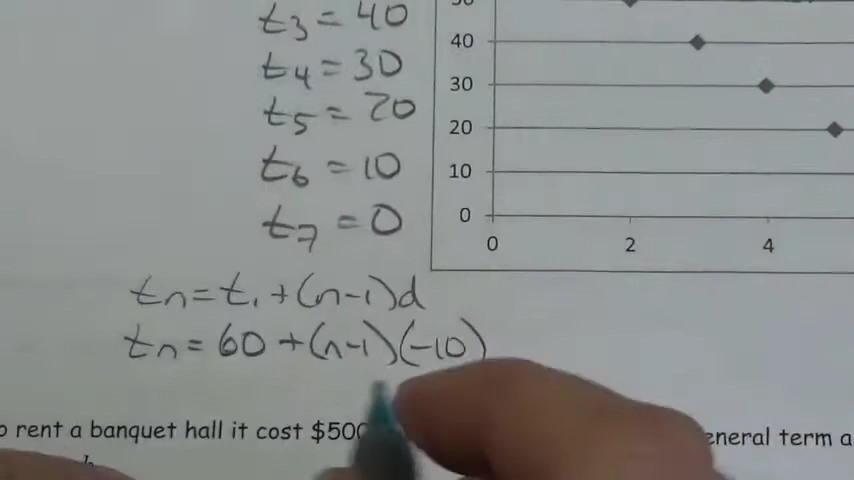 50
t3 = 40
40
t4 = 30
30
t5 = 20
20
t6 = 10
10
t7 = 0
0
0 2 4
tn = t1 + (n-1)d
tn = 60 + (n-1)(-10)
o rent a banquet hall it cost $500 eneral term a